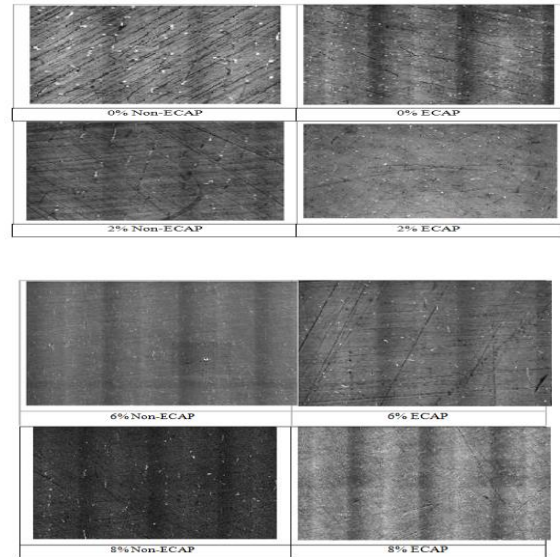 0% Non-ECAP
0% ECAP
2% Non-ECAP
2% ECAP
6% Non-ECAP
6% ECAP
8% Non-ECAP
8% ECAP